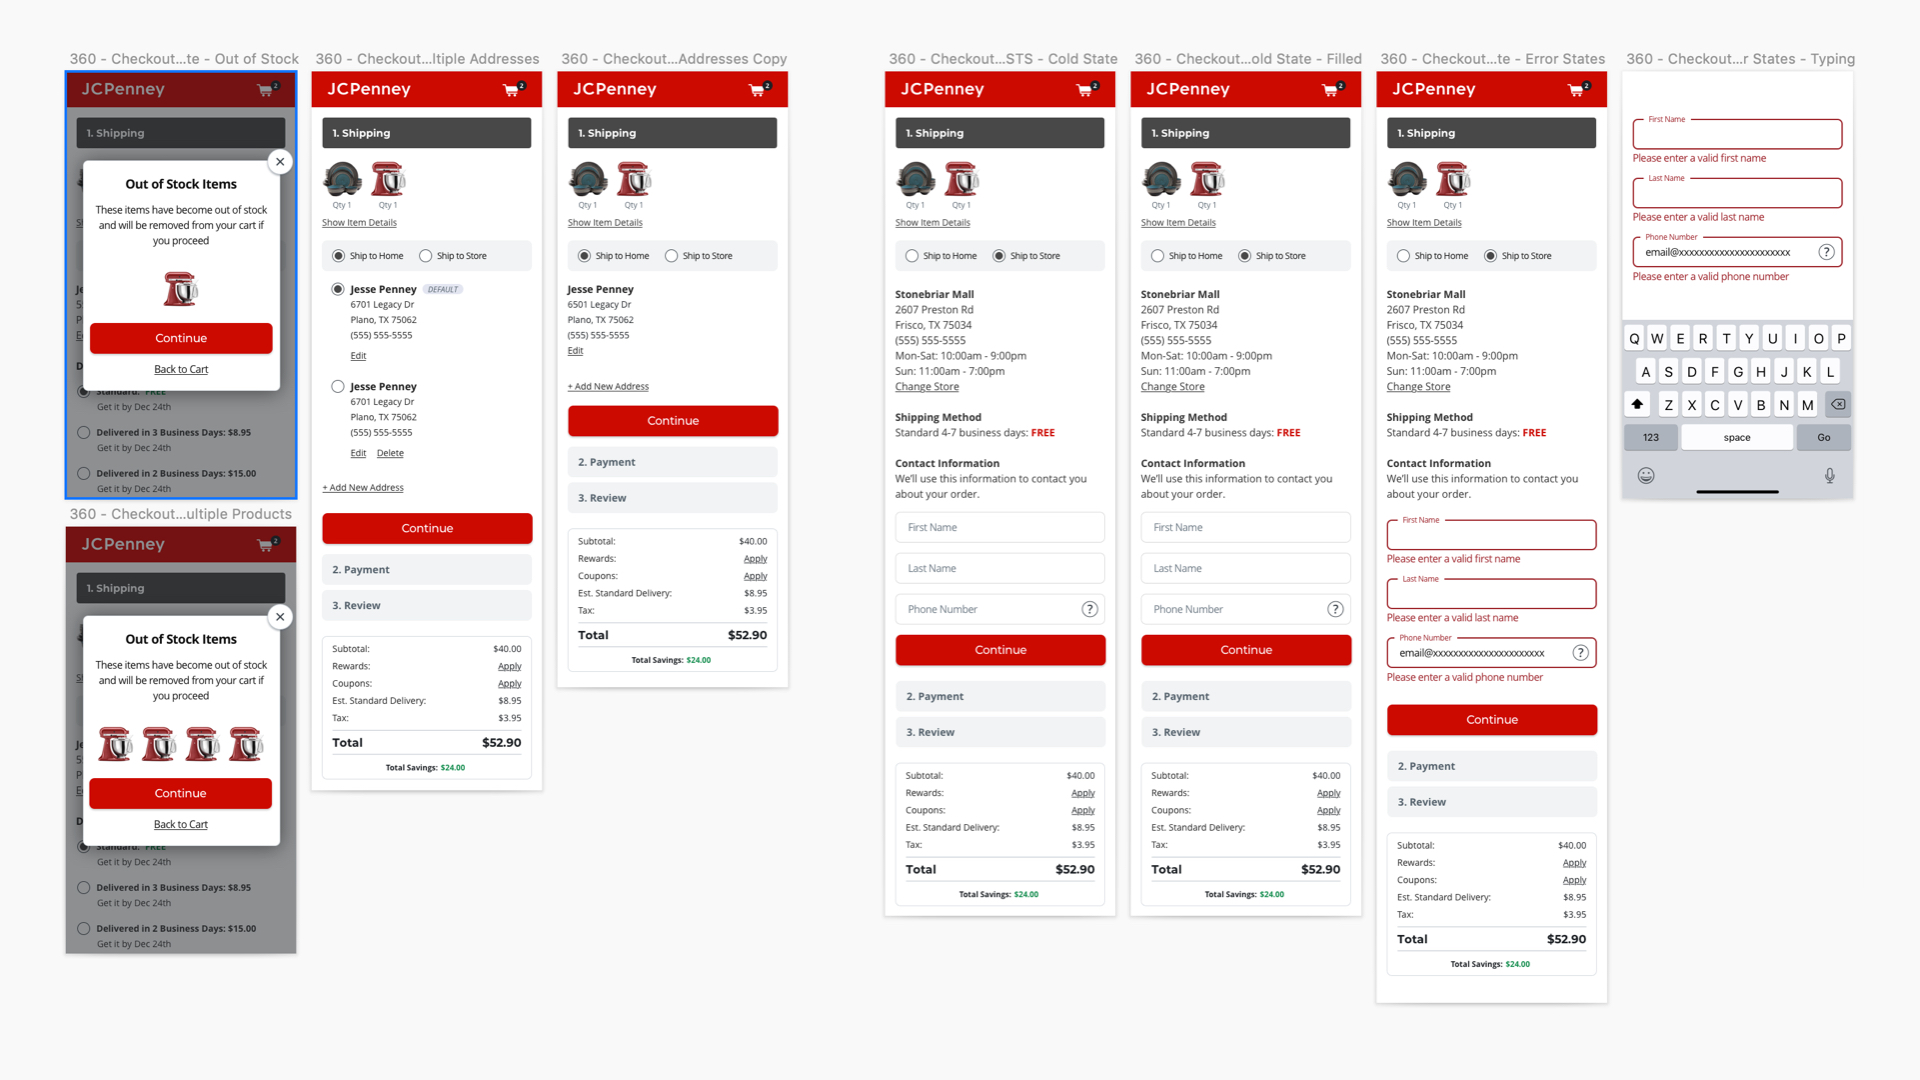 360 - Checkout...te - Out of Stock
JCPenney
2
1. Shipping
Out of Stock Items
These items have become out of stock
and will be removed from your cart if
you proceed
Continue
Back to Cart
Standard: FREE
Get it by Dec 24th
Delivered in 3 Business Days: $8.95
Get it by Dec 24th
Delivered in 2 Business Days: $15.00
Get it by Dec 24th
360 - Checkout...ultiple Products
JCPenney
2
1. Shipping
Out of Stock Items
These items have become out of stock
and will be removed from your cart if
you proceed
Continue
Back to Cart
Standard: FREE
Get it by Dec 24th
Delivered in 3 Business Days: $8.95
Get it by Dec 24th
Delivered in 2 Business Days: $15.00
Get it by Dec 24th
360 - Checkout...ltiple Addresses
JCPenney
2
1. Shipping
Qty 1 Qty 1
Show Item Details
Ship to Home Ship to Store
Jesse Penney DEFAULT
6701 Legacy Dr
Plano, TX 75062
(555) 555-5555
Edit
Jesse Penney
6701 Legacy Dr
Plano, TX 75062
(555) 555-5555
Edit Delete
+ Add New Address
Continue
2. Payment
3. Review
Subtotal: $40.00
Rewards: Apply
Coupons: Apply
Est. Standard Delivery: $8.95
Tax: $3.95
Total $52.90
Total Savings: $24.00
360 - Checkout...Addresses Copy
JCPenney
2
1. Shipping
Qty 1 Qty 1
Show Item Details
Ship to Home Ship to Store
Jesse Penney
6501 Legacy Dr
Plano, TX 75062
(555) 555-5555
Edit
+ Add New Address
Continue
2. Payment
3. Review
Subtotal: $40.00
Rewards: Apply
Coupons: Apply
Est. Standard Delivery: $8.95
Tax: $3.95
Total $52.90
Total Savings: $24.00
360 - Checkout...STS - Cold State
JCPenney
2
1. Shipping
Qty 1 Qty 1
Show Item Details
Ship to Home Ship to Store
Stonebriar Mall
2607 Preston Rd
Frisco, TX 75034
(555) 555-5555
Mon-Sat: 10:00am - 9:00pm
Sun: 11:00am - 7:00pm
Change Store
Shipping Method
Standard 4-7 business days: FREE
Contact Information
We'll use this information to contact you
about your order.
First Name
Last Name
Phone Number ?
Continue
2. Payment
3. Review
Subtotal: $40.00
Rewards: Apply
Coupons: Apply
Est. Standard Delivery: $8.95
Tax: $3.95
Total $52.90
Total Savings: $24.00
360 - Checkout...old State - Filled
JCPenney
2
1. Shipping
Qty 1 Qty 1
Show Item Details
Ship to Home Ship to Store
Stonebriar Mall
2607 Preston Rd
Frisco, TX 75034
(555) 555-5555
Mon-Sat: 10:00am - 9:00pm
Sun: 11:00am - 7:00pm
Change Store
Shipping Method
Standard 4-7 business days: FREE
Contact Information
We'll use this information to contact you
about your order.
First Name
Last Name
Phone Number ?
Continue
2. Payment
3. Review
Subtotal: $40.00
Rewards: Apply
Coupons: Apply
Est. Standard Delivery: $8.95
Tax: $3.95
Total $52.90
Total Savings: $24.00
360 - Checkout...te - Error States
JCPenney
2
1. Shipping
Qty 1 Qty 1
Show Item Details
Ship to Home Ship to Store
Stonebriar Mall
2607 Preston Rd
Frisco, TX 75034
(555) 555-5555
Mon-Sat: 10:00am - 9:00pm
Sun: 11:00am - 7:00pm
Change Store
Shipping Method
Standard 4-7 business days: FREE
Contact Information
We'll use this information to contact you
about your order.
First Name
Please enter a valid first name
Last Name
Please enter a valid last name
Phone Number
email@xxxxxxxxxxxxxxxxxxxxxx ?
Please enter a valid phone number
Continue
2. Payment
3. Review
Subtotal: $40.00
Rewards: Apply
Coupons: Apply
Est. Standard Delivery: $8.95
Tax: $3.95
Total $52.90
Total Savings: $24.00
360 - Checkout...r States - Typing
First Name
Please enter a valid first name
Last Name
Please enter a valid last name
Phone Number
email@xxxxxxxxxxxxxxxxxxxxxx ?
Please enter a valid phone number
Q W E R T Y U I O P
A S D F G H J K L
Z X C V B N M
123 space Go